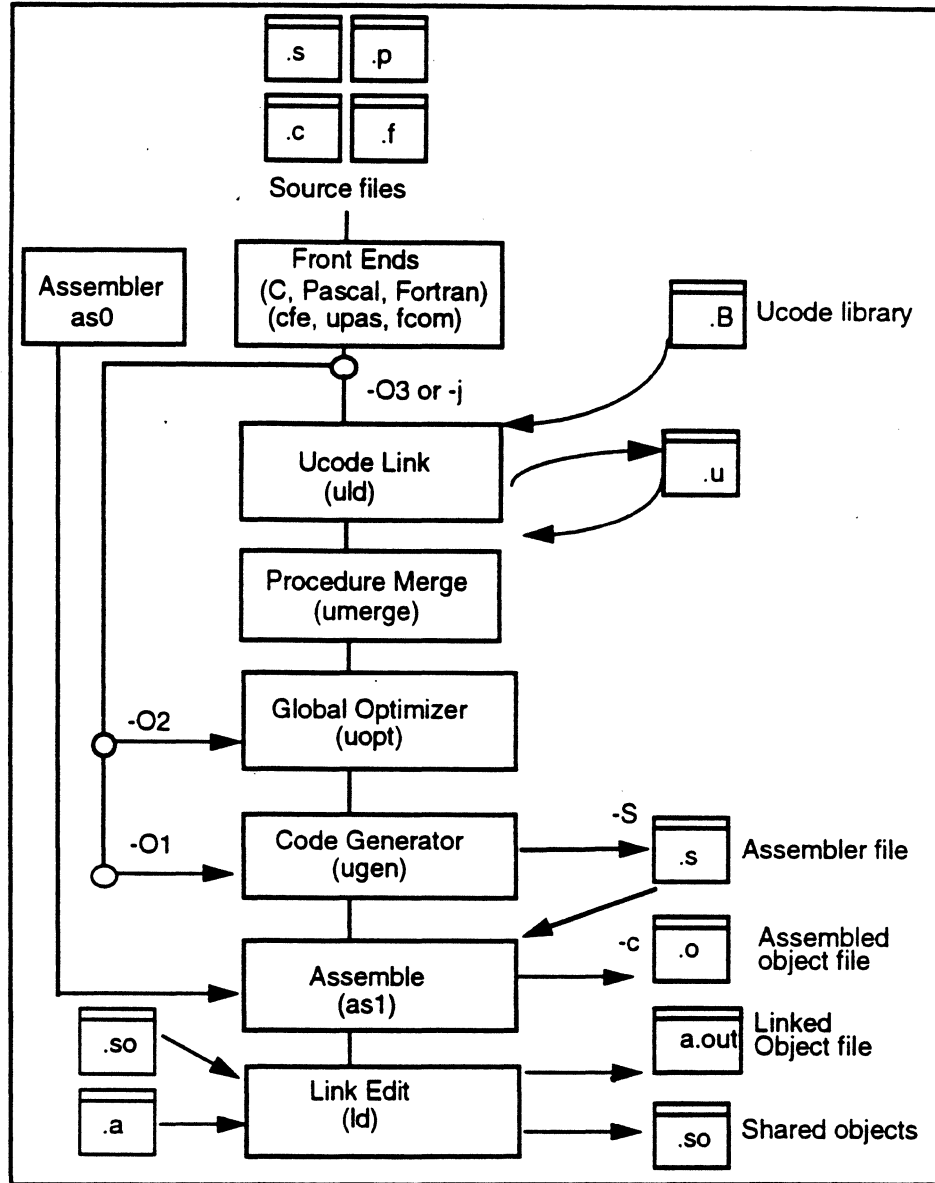 .s
.p
.c
.f
Source files
Front Ends
(C, Pascal, Fortran)
(cfe, upas, fcom)
Assembler
as0
.B
Ucode library
-O3 or -j
Ucode Link
(uld)
.u
Procedure Merge
(umerge)
Global Optimizer
(uopt)
-O2
Code Generator
(ugen)
-O1
-S
.s
Assembler file
Assemble
(as1)
-c
.o
Assembled
object file
.so
a.out
Linked
Object file
Link Edit
(ld)
.a
.so
Shared objects